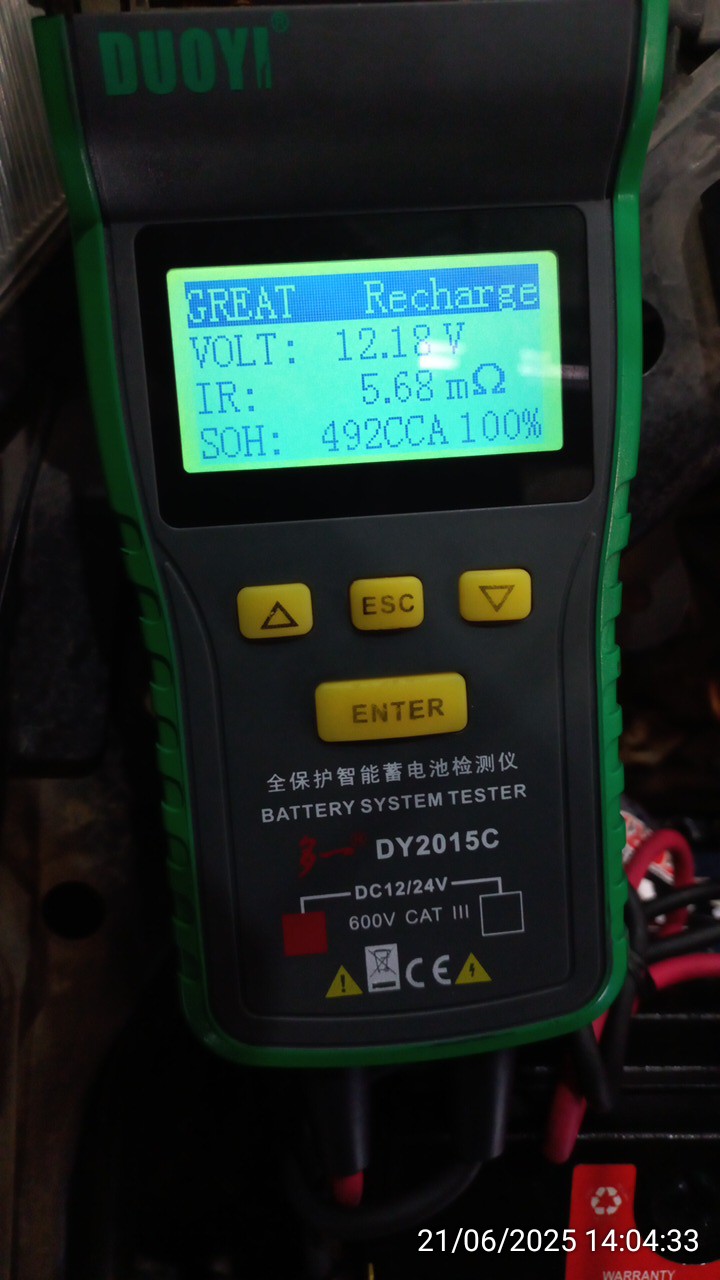 DUOYI®
GREAT Recharge
VOLT: 12.18 V
IR: 5.68 mΩ
SOH: 492CCA 100%
ESC
ENTER
全保护智能蓄电池检测仪
BATTERY SYSTEM TESTER
多一® DY2015C
DC12/24V
600V CAT III
CE
21/06/2025 14:04:33
WARRANTY